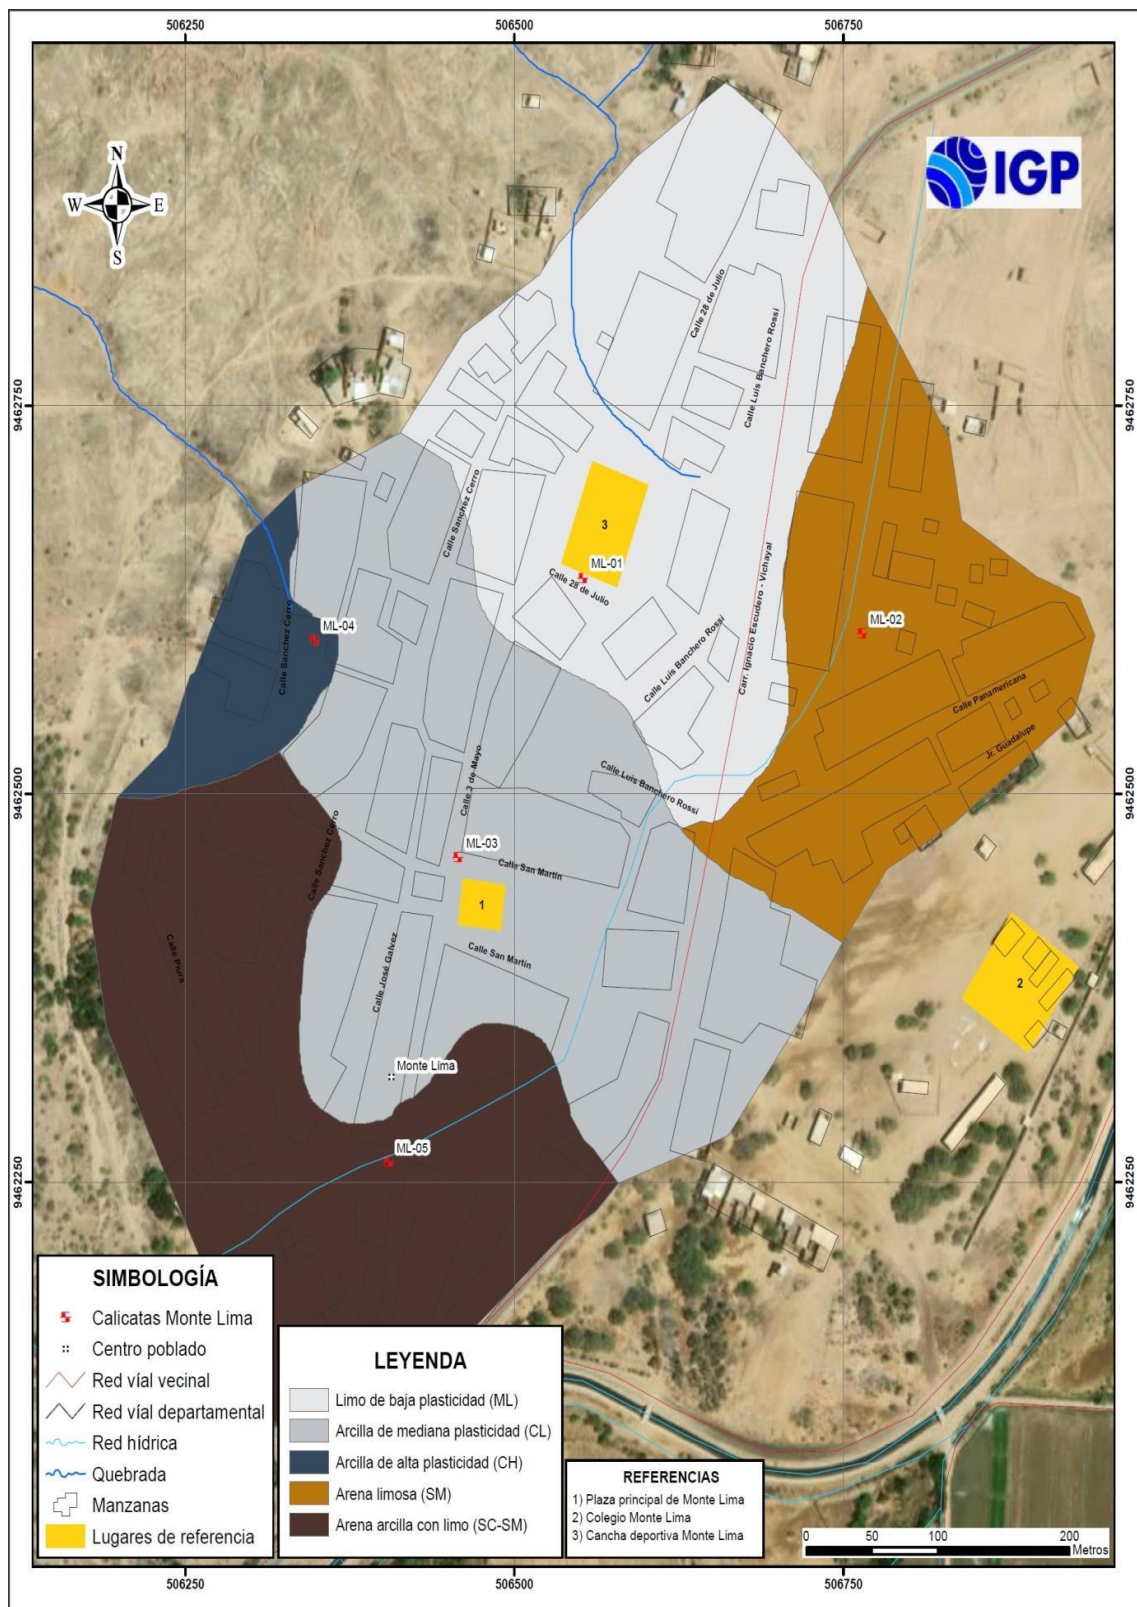 506250
506500
506750
N
W
E
S
IGP
9462750
9462750
Calle 28 de Julio
Calle Luis Banchero Rossi
Calle Sanchez Cerro
3
ML-01
Calle 28 de Julio
Carr. Ignacio Escudero - Vichayal
ML-04
ML-02
Calle Sanchez Cerro
Calle Luis Banchero Rossi
Calle Panamericana
Jr. Guadalupe
9462500
9462500
Calle 3 de Mayo
Calle Luis Banchero Rossi
Calle Sanchez Cerro
ML-03
Calle San Martín
1
Calle Piura
Calle José Galvez
Calle San Martín
2
Monte Lima
ML-05
9462250
9462250
SIMBOLOGÍA
Calicatas Monte Lima
Centro poblado
Red víal vecinal
Red víal departamental
Red hídrica
Quebrada
Manzanas
Lugares de referencia
LEYENDA
Limo de baja plasticidad (ML)
Arcilla de mediana plasticidad (CL)
Arcilla de alta plasticidad (CH)
Arena limosa (SM)
Arena arcilla con limo (SC-SM)
REFERENCIAS
1) Plaza principal de Monte Lima
2) Colegio Monte Lima
3) Cancha deportiva Monte Lima
0 50 100 200
Metros
506250
506500
506750